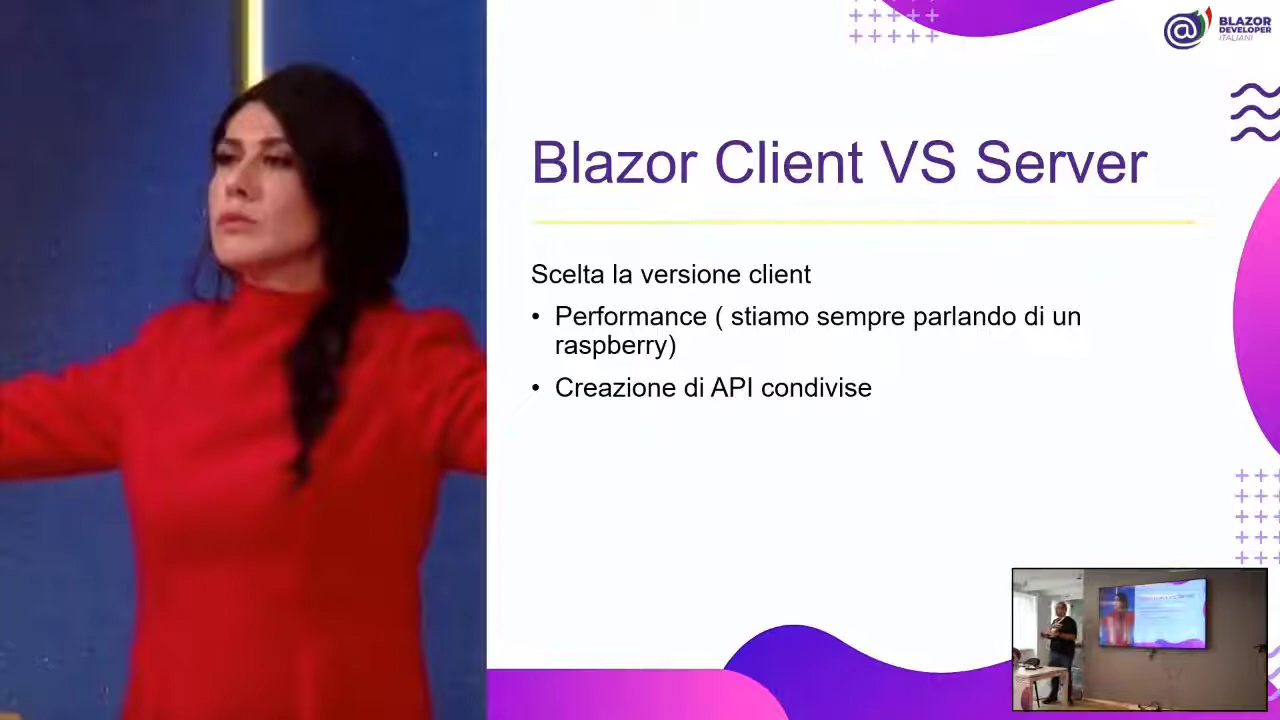 BLAZOR
DEVELOPER
ITALIANI
Blazor Client VS Server
Scelta la versione client
• Performance ( stiamo sempre parlando di un
raspberry)
• Creazione di API condivise